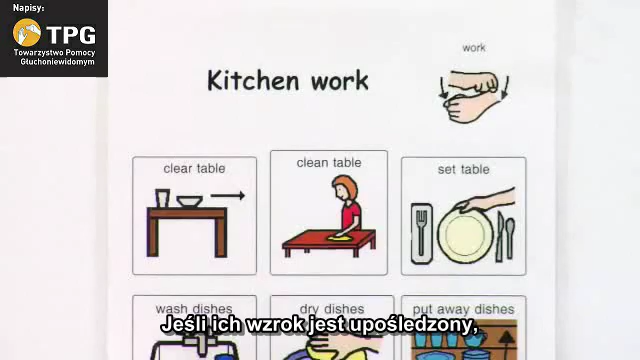 Napisy:
TPG
Towarzystwo Pomocy
Głuchoniewidomym
work
Kitchen work
clear table
clean table
set table
wash dishes
dry dishes
put away dishes
Jeśli ich wzrok jest upośledzony,